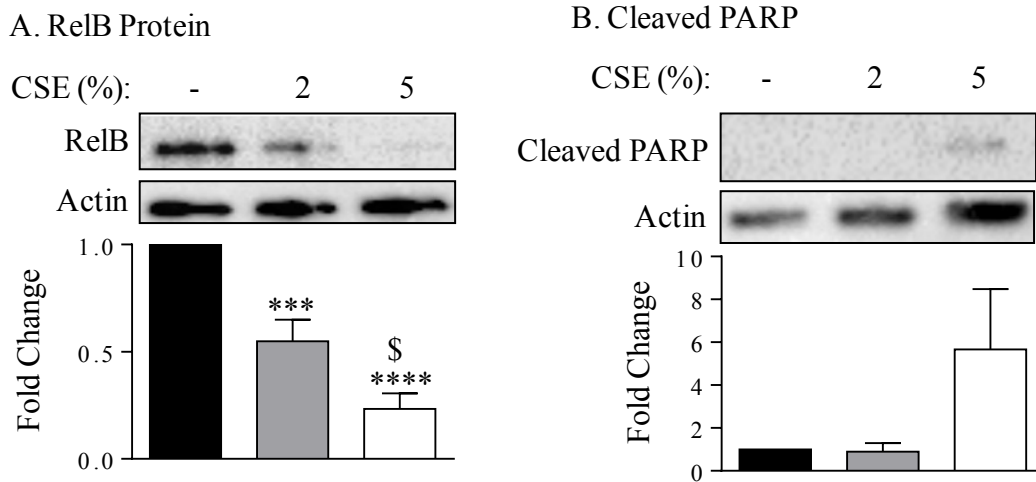 A. RelB Protein
CSE (%): - 2 5
RelB
Actin
Fold Change
1.0
0.5
0.0
***
$
****
B. Cleaved PARP
CSE (%): - 2 5
Cleaved PARP
Actin
Fold Change
10
8
6
4
2
0